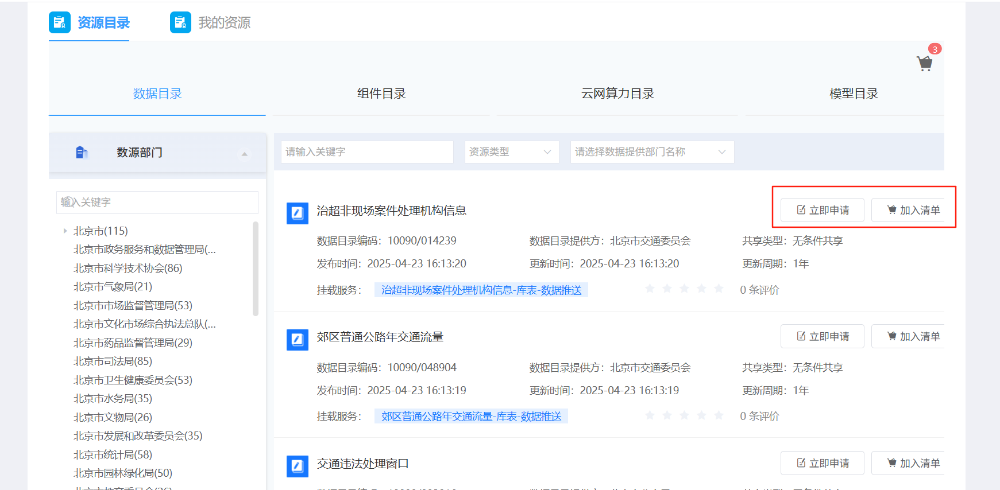 资源目录 我的资源
3
数据目录 组件目录 云网算力目录 模型目录
数源部门
请输入关键字 资源类型 请选择数据提供部门名称
输入关键字
北京市(115)
北京市政务服务和数据管理局(...
北京市科学技术协会(86)
北京市气象局(21)
北京市市场监督管理局(53)
北京市文化市场综合执法总队(...
北京市药品监督管理局(29)
北京市司法局(85)
北京市卫生健康委员会(53)
北京市水务局(35)
北京市文物局(26)
北京市发展和改革委员会(35)
北京市统计局(58)
北京市园林绿化局(50)
治超非现场案件处理机构信息 立即申请 加入清单
数据目录编码：10090/014239 数据目录提供方：北京市交通委员会 共享类型：无条件共享
发布时间：2025-04-23 16:13:20 更新时间：2025-04-23 16:13:20 更新周期：1年
挂载服务： 治超非现场案件处理机构信息-库表-数据推送 0 条评价
郊区普通公路年交通流量 立即申请 加入清单
数据目录编码：10090/048904 数据目录提供方：北京市交通委员会 共享类型：无条件共享
发布时间：2025-04-23 16:13:19 更新时间：2025-04-23 16:13:19 更新周期：1年
挂载服务： 郊区普通公路年交通流量-库表-数据推送 0 条评价
交通违法处理窗口 立即申请 加入清单